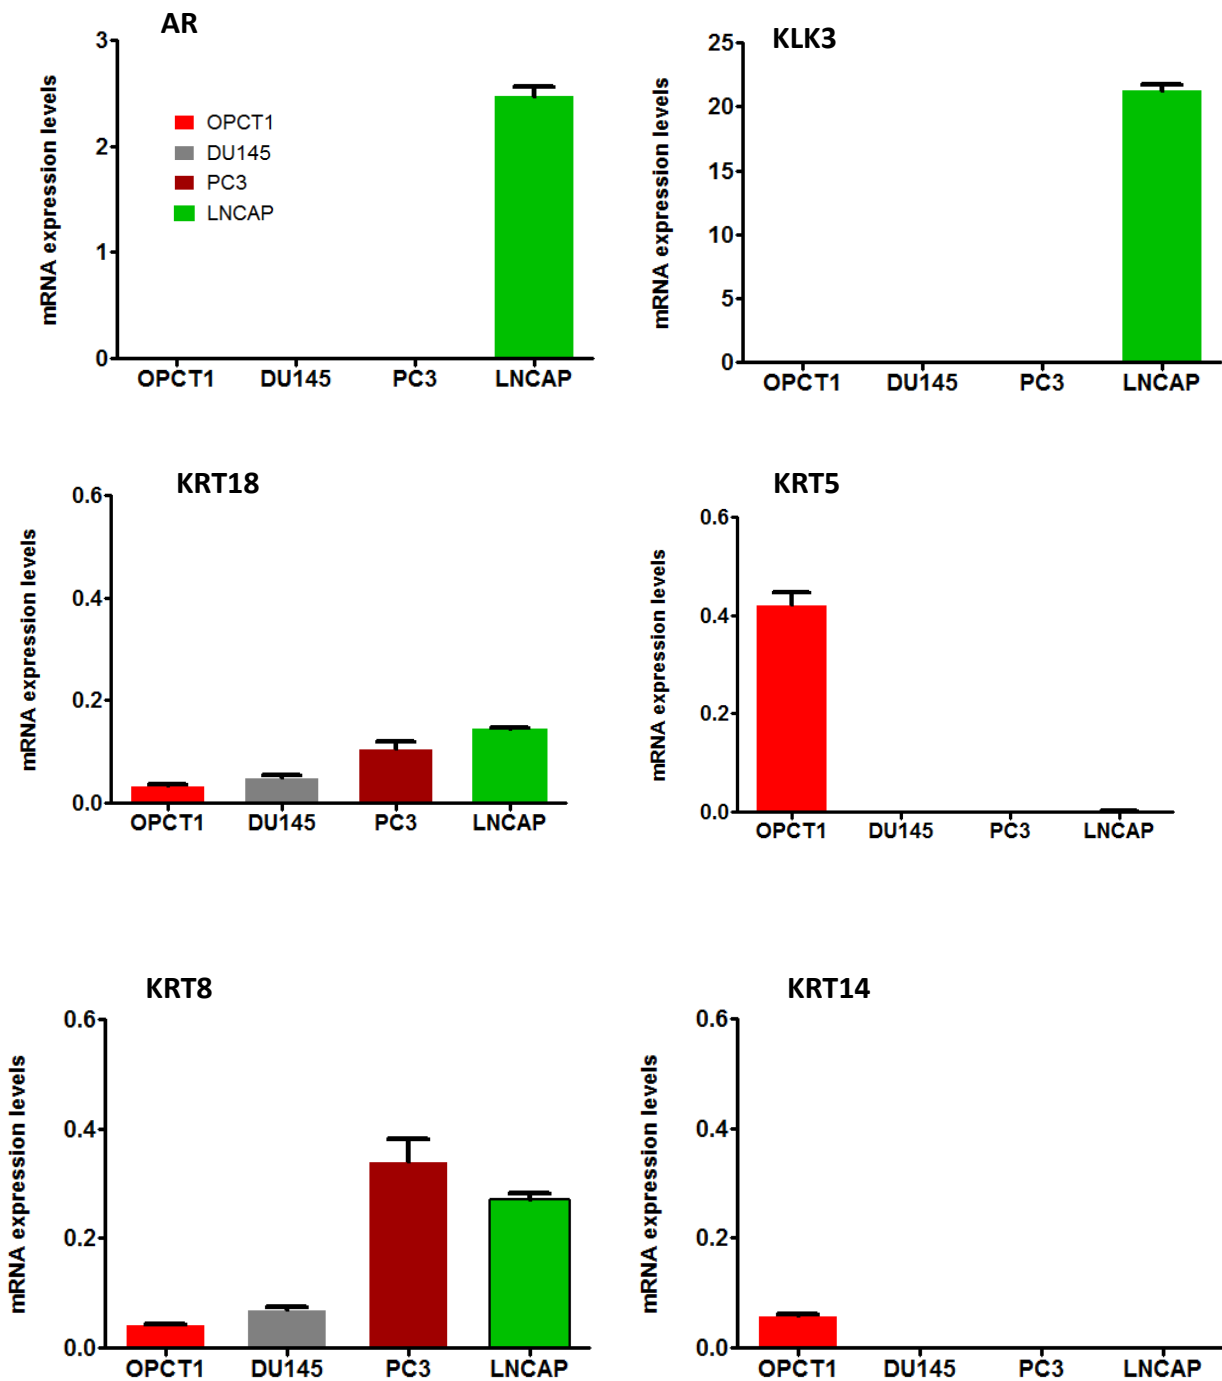 AR
mRNA expression levels
3
2
1
0
OPCT1
DU145
PC3
LNCAP
OPCT1 DU145 PC3 LNCAP
KLK3
mRNA expression levels
25
20
15
10
5
0
OPCT1 DU145 PC3 LNCAP
KRT18
mRNA expression levels
0.6
0.4
0.2
0.0
OPCT1 DU145 PC3 LNCAP
KRT5
mRNA expression levels
0.6
0.4
0.2
0.0
OPCT1 DU145 PC3 LNCAP
KRT8
mRNA expression levels
0.6
0.4
0.2
0.0
OPCT1 DU145 PC3 LNCAP
KRT14
mRNA expression levels
0.6
0.4
0.2
0.0
OPCT1 DU145 PC3 LNCAP